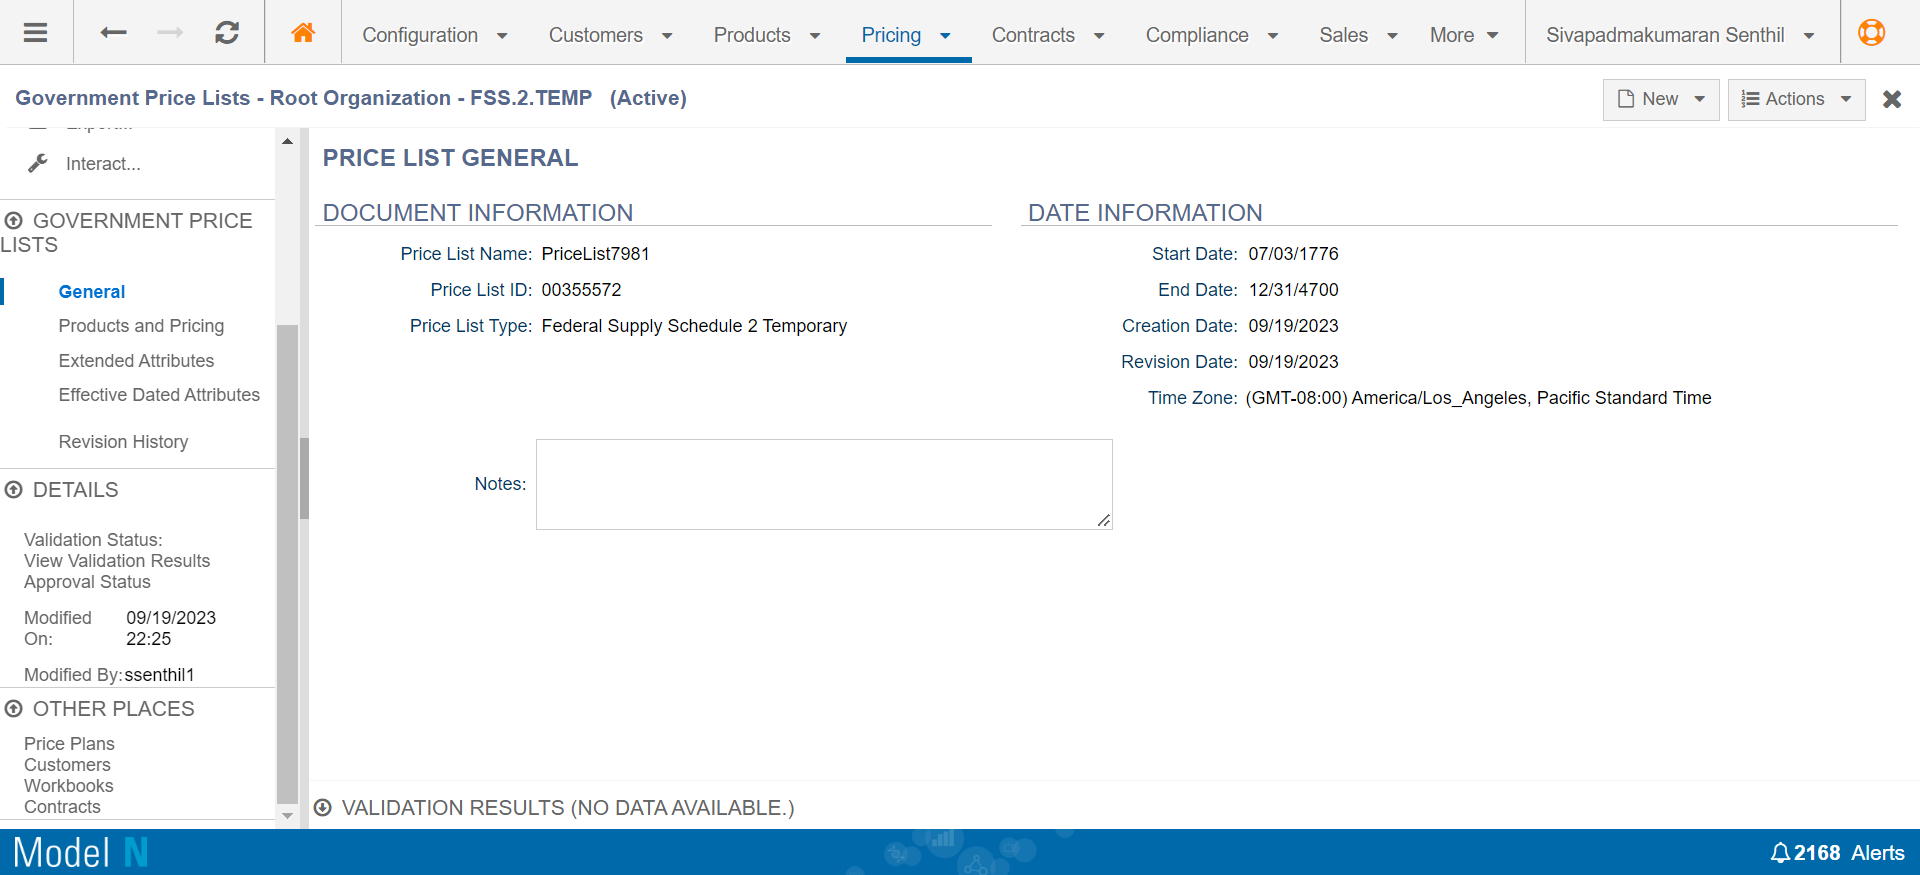 Configuration Customers Products Pricing Contracts Compliance Sales More Sivapadmakumaran Senthil
Government Price Lists - Root Organization - FSS.2.TEMP (Active)
New Actions
Interact...
GOVERNMENT PRICE
LISTS
General
Products and Pricing
Extended Attributes
Effective Dated Attributes
Revision History
DETAILS
Validation Status:
View Validation Results
Approval Status
Modified 09/19/2023
On: 22:25
Modified By: ssenthil1
OTHER PLACES
Price Plans
Customers
Workbooks
Contracts
PRICE LIST GENERAL
DOCUMENT INFORMATION
Price List Name: PriceList7981
Price List ID: 00355572
Price List Type: Federal Supply Schedule 2 Temporary
DATE INFORMATION
Start Date: 07/03/1776
End Date: 12/31/4700
Creation Date: 09/19/2023
Revision Date: 09/19/2023
Time Zone: (GMT-08:00) America/Los_Angeles, Pacific Standard Time
Notes:
VALIDATION RESULTS (NO DATA AVAILABLE.)
Model N
2168 Alerts